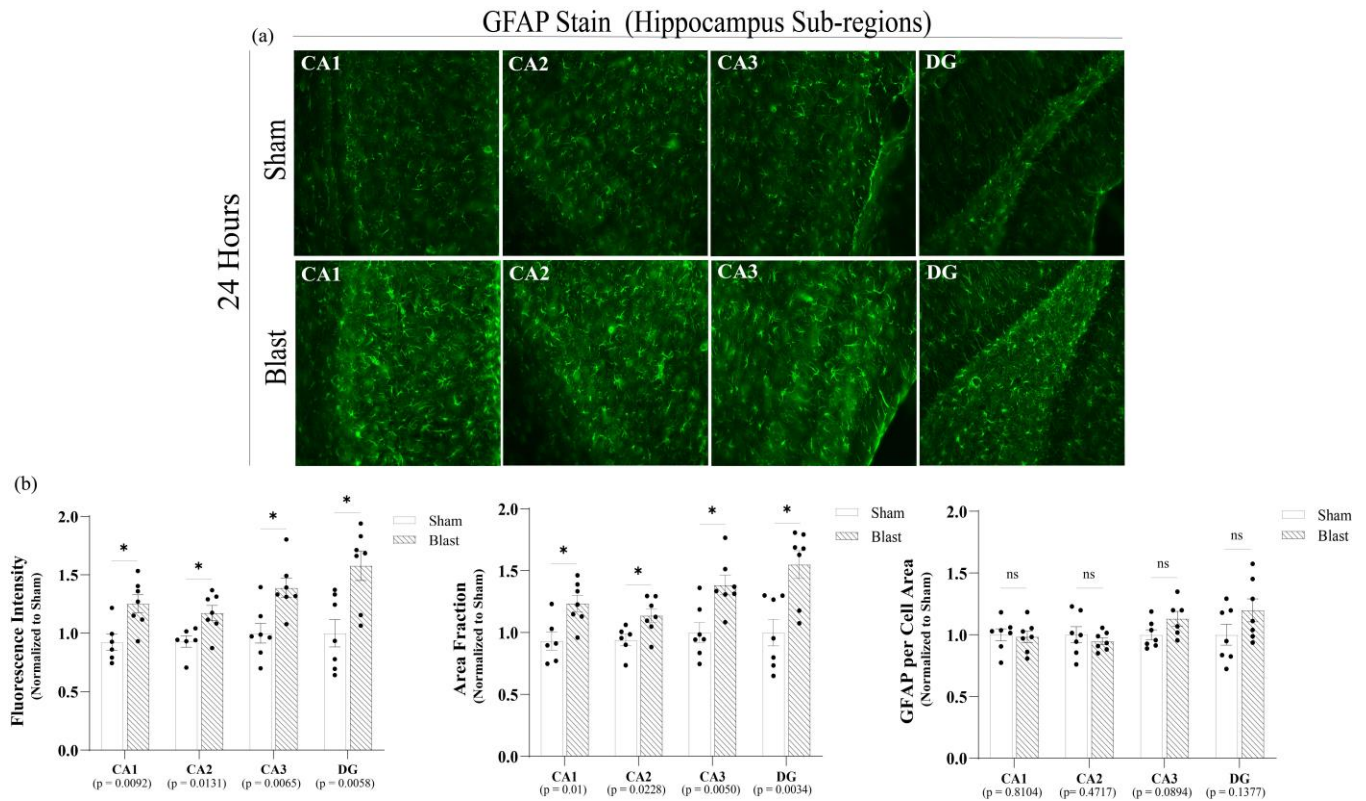 GFAP Stain (Hippocampus Sub-regions)
(a)
24 Hours
Sham
CA1
CA2
CA3
DG
Blast
CA1
CA2
CA3
DG
(b)
Fluorescence Intensity
(Normalized to Sham)
2.0
1.5
1.0
0.5
0.0
* * * *
Sham
Blast
CA1 CA2 CA3 DG
(p = 0.0092) (p = 0.0131) (p = 0.0065) (p = 0.0058)
Area Fraction
(Normalized to Sham)
2.0
1.5
1.0
0.5
0.0
* * * *
Sham
Blast
CA1 CA2 CA3 DG
(p = 0.01) (p = 0.0228) (p = 0.0050) (p = 0.0034)
GFAP per Cell Area
(Normalized to Sham)
2.0
1.5
1.0
0.5
0.0
ns ns ns ns
Sham
Blast
CA1 CA2 CA3 DG
(p = 0.8104) (p= 0.4717) (p = 0.0894) (p = 0.1377)